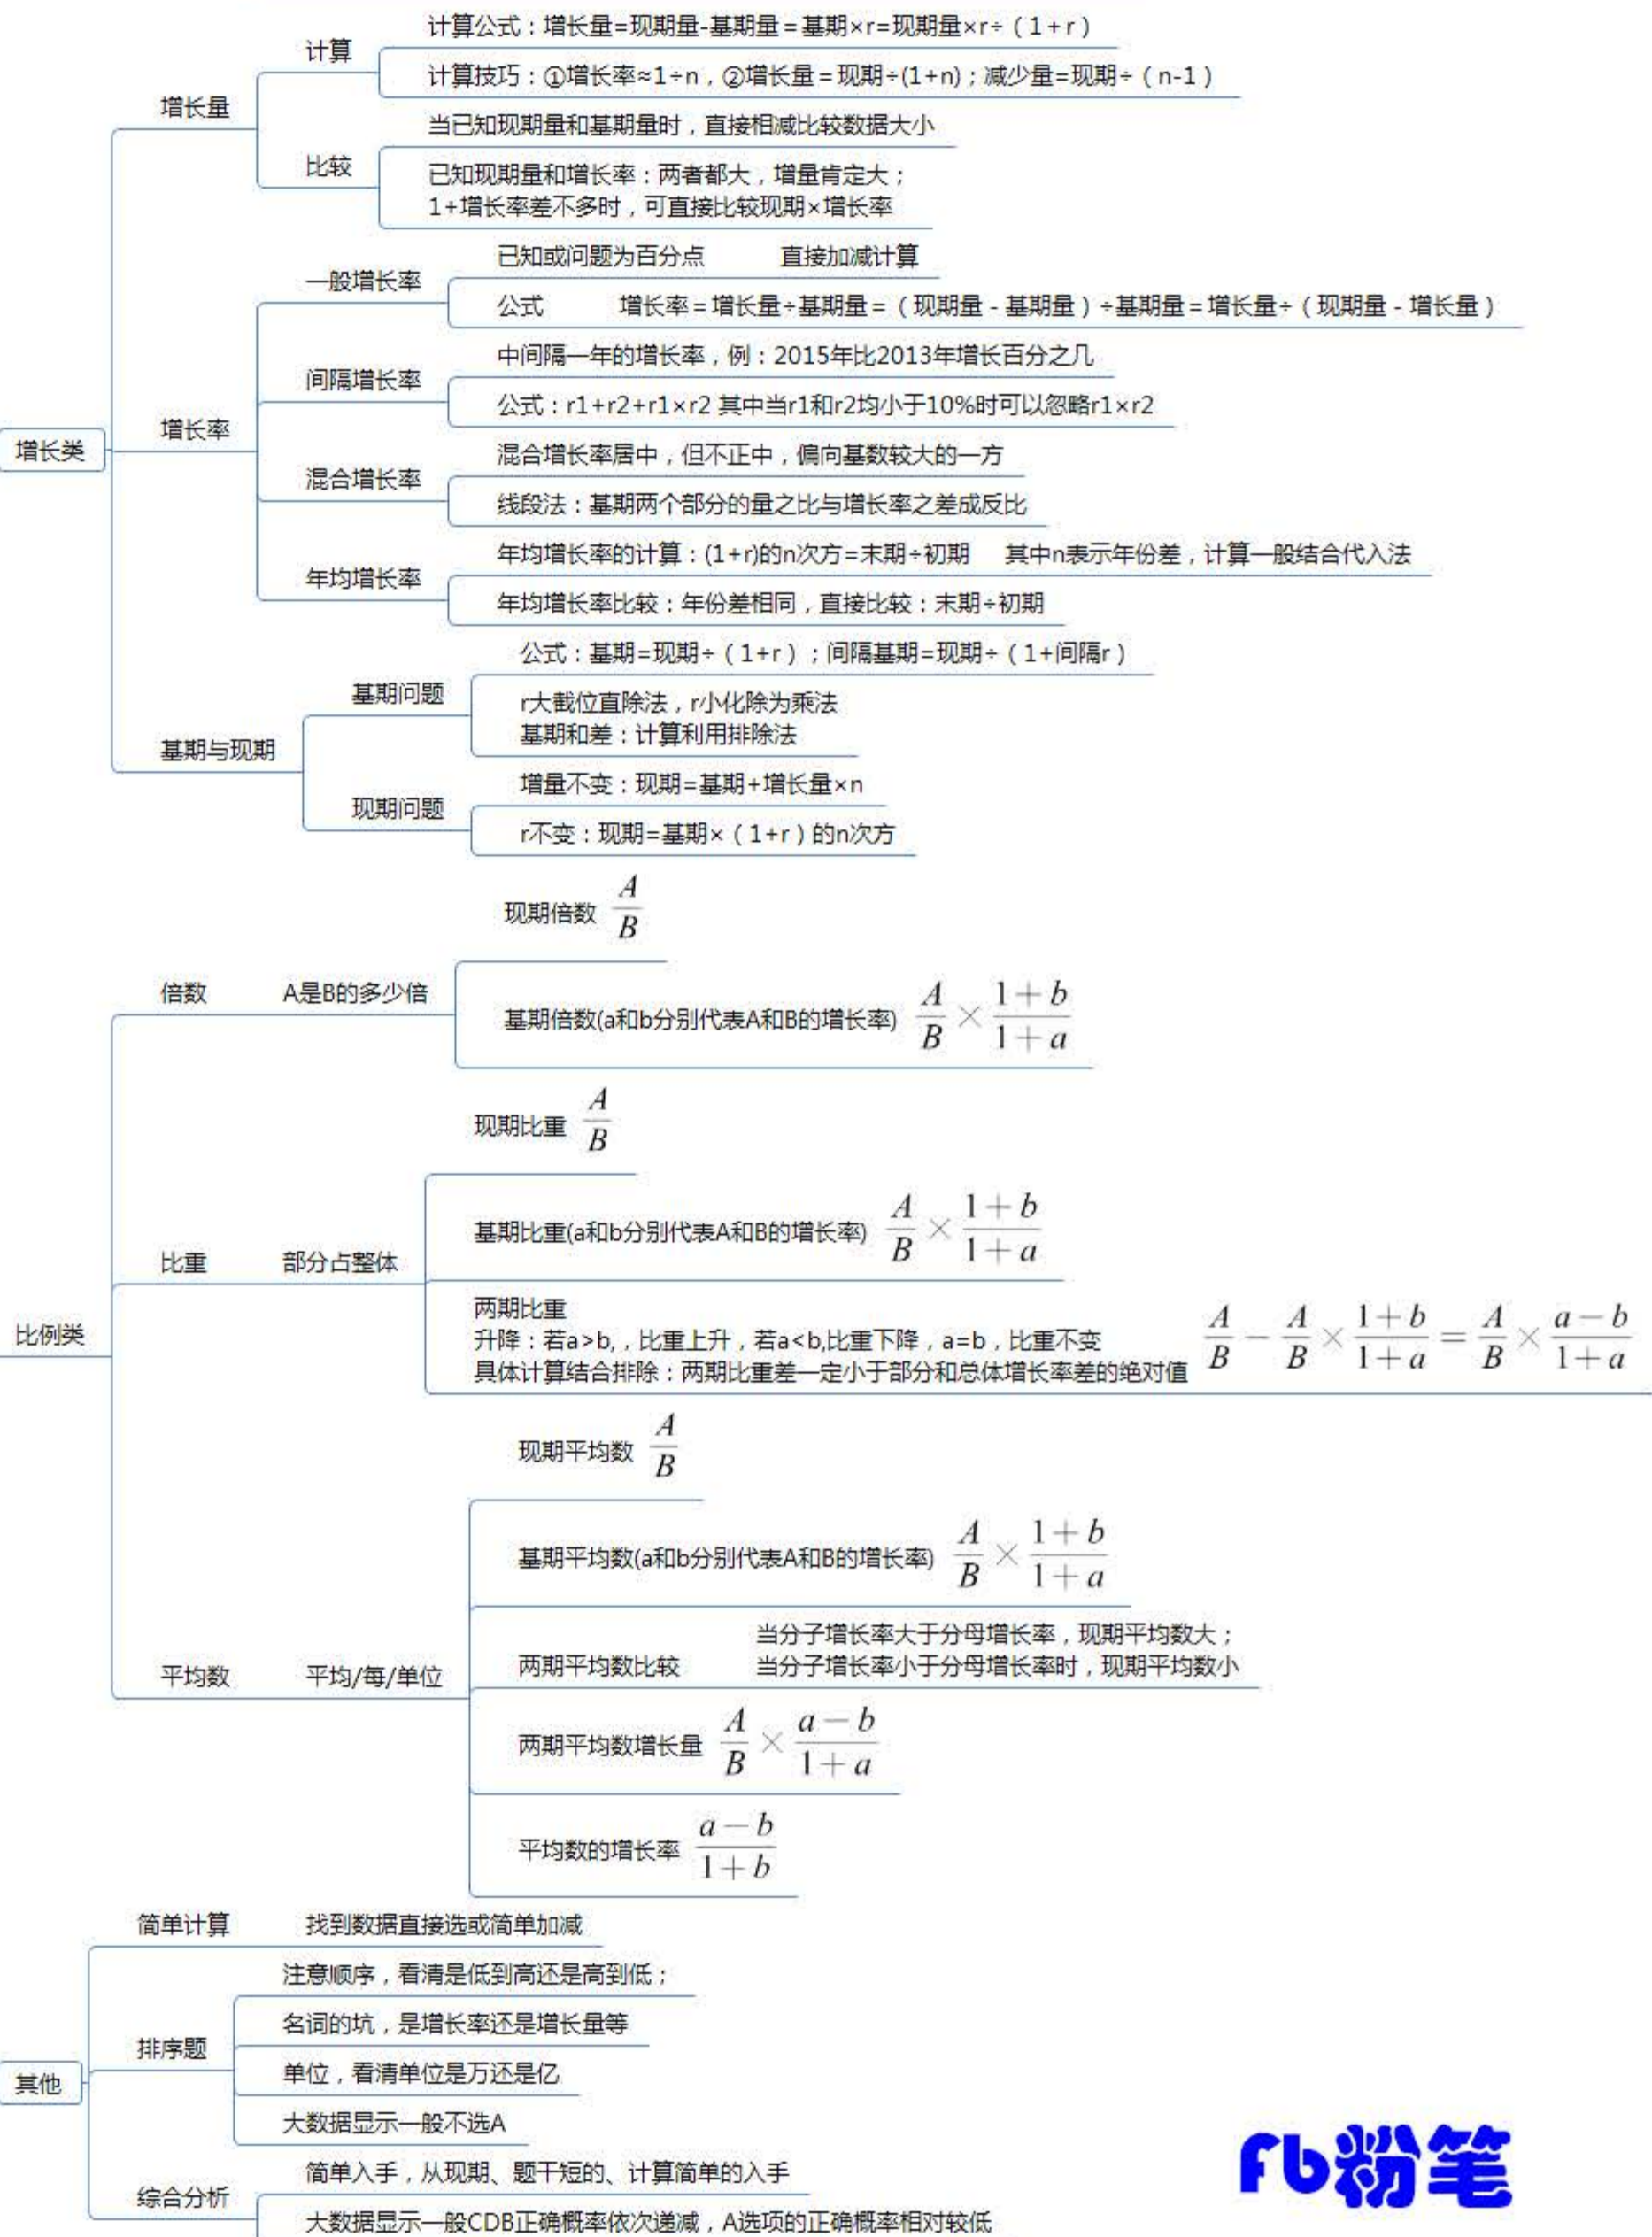 计算公式：增长量=现期量-基期量=基期×r=现期量×r÷（1+r）
计算
计算技巧：①增长率≈1÷n，②增长量=现期÷(1+n)；减少量=现期÷（n-1）
增长量
当已知现期量和基期量时，直接相减比较数据大小
比较
已知现期量和增长率：两者都大，增量肯定大；
1+增长率差不多时，可直接比较现期×增长率
已知或问题为百分点 直接加减计算
一般增长率
公式 增长率=增长量÷基期量=（现期量-基期量）÷基期量=增长量÷（现期量-增长量）
中间隔一年的增长率，例：2015年比2013年增长百分之几
间隔增长率
公式：r1+r2+r1×r2 其中当r1和r2均小于10%时可以忽略r1×r2
增长率
增长类
混合增长率居中，但不正中，偏向基数较大的一方
混合增长率
线段法：基期两个部分的量之比与增长率之差成反比
年均增长率的计算：(1+r)的n次方=末期÷初期 其中n表示年份差，计算一般结合代入法
年均增长率
年均增长率比较：年份差相同，直接比较：末期÷初期
公式：基期=现期÷（1+r）；间隔基期=现期÷（1+间隔r）
基期问题
r大截位直除法，r小化除为乘法
基期和差：计算利用排除法
基期与现期
增量不变：现期=基期+增长量×n
现期问题
r不变：现期=基期×（1+r）的n次方
现期倍数 A/B
倍数 A是B的多少倍
基期倍数(a和b分别代表A和B的增长率) A/B × (1+b)/(1+a)
现期比重 A/B
基期比重(a和b分别代表A和B的增长率) A/B × (1+b)/(1+a)
比重 部分占整体
两期比重
升降：若a>b,，比重上升，若a<b,比重下降，a=b，比重不变
具体计算结合排除：两期比重差一定小于部分和总体增长率差的绝对值 A/B − A/B × (1+b)/(1+a) = A/B × (a−b)/(1+a)
比例类
现期平均数 A/B
基期平均数(a和b分别代表A和B的增长率) A/B × (1+b)/(1+a)
当分子增长率大于分母增长率，现期平均数大；
两期平均数比较
当分子增长率小于分母增长率时，现期平均数小
平均数 平均/每/单位
两期平均数增长量 A/B × (a−b)/(1+a)
平均数的增长率 (a−b)/(1+b)
简单计算 找到数据直接选或简单加减
注意顺序，看清是低到高还是高到低；
名词的坑，是增长率还是增长量等
排序题
单位，看清单位是万还是亿
其他
大数据显示一般不选A
简单入手，从现期、题干短的、计算简单的入手
综合分析
大数据显示一般CDB正确概率依次递减，A选项的正确概率相对较低
Fb粉笔